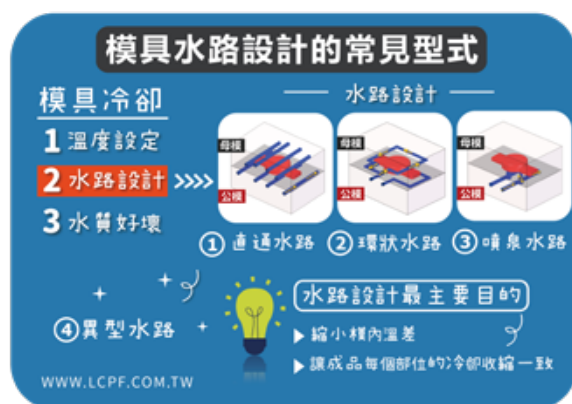 模具水路設計的常見型式
模具冷卻
1 溫度設定
2 水路設計 >>>>
3 水質好壞
水路設計
母模
公模
母模
公模
母模
公模
① 直通水路
② 環狀水路
③ 噴泉水路
④ 異型水路
水路設計最主要目的
▶ 縮小模內溫差
▶ 讓成品每個部位的冷卻收縮一致
WWW.LCPF.COM.TW